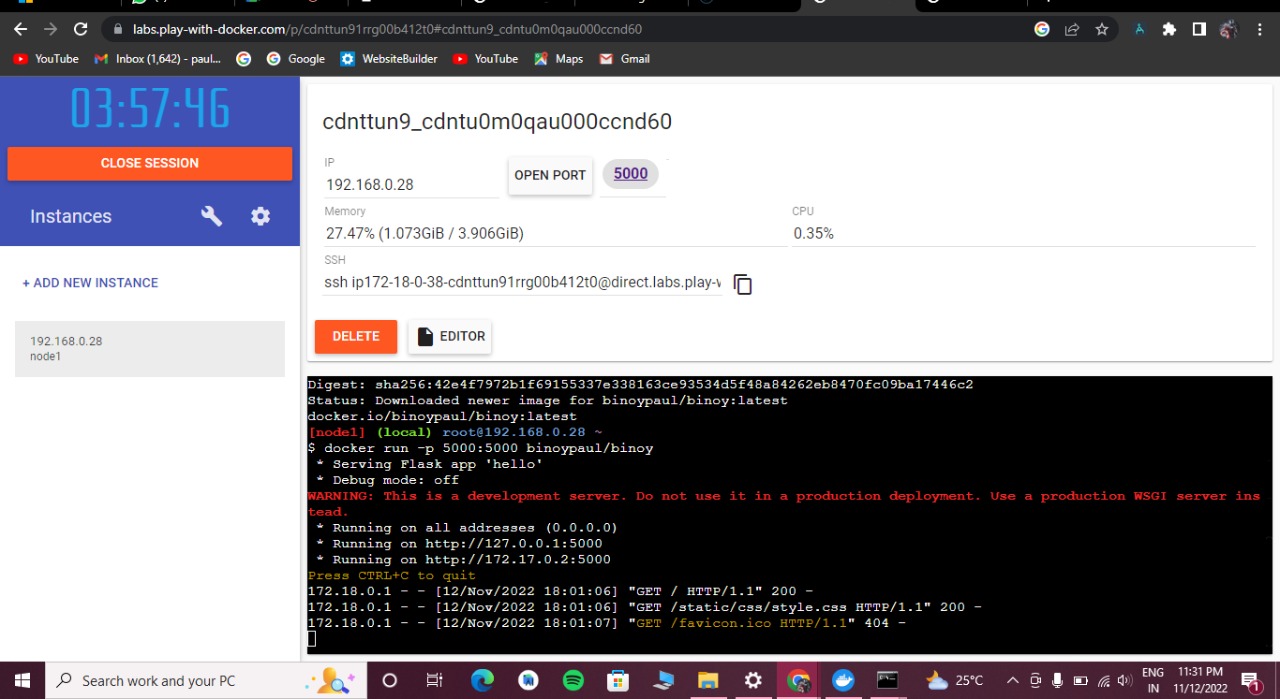 labs.play-with-docker.com/p/cdnttun91rrg00b412t0#cdnttun9_cdntu0m0qau000ccnd60
YouTube
Inbox (1,642) - paul...
Google
WebsiteBuilder
YouTube
Maps
Gmail
03:57:46
CLOSE SESSION
Instances
+ ADD NEW INSTANCE
192.168.0.28
node1
cdnttun9_cdntu0m0qau000ccnd60
IP
192.168.0.28
OPEN PORT
5000
Memory
27.47% (1.073GiB / 3.906GiB)
CPU
0.35%
SSH
ssh ip172-18-0-38-cdnttun91rrg00b412t0@direct.labs.play-v
DELETE
EDITOR
Digest: sha256:42e4f7972b1f69155337e338163ce93534d5f48a84262eb8470fc09ba17446c2
Status: Downloaded newer image for binoypaul/binoy:latest
docker.io/binoypaul/binoy:latest
[node1] (local) root@192.168.0.28 ~
$ docker run -p 5000:5000 binoypaul/binoy
* Serving Flask app 'hello'
* Debug mode: off
WARNING: This is a development server. Do not use it in a production deployment. Use a production WSGI server ins
tead.
* Running on all addresses (0.0.0.0)
* Running on http://127.0.0.1:5000
* Running on http://172.17.0.2:5000
Press CTRL+C to quit
172.18.0.1 - - [12/Nov/2022 18:01:06] "GET / HTTP/1.1" 200 -
172.18.0.1 - - [12/Nov/2022 18:01:06] "GET /static/css/style.css HTTP/1.1" 200 -
172.18.0.1 - - [12/Nov/2022 18:01:07] "GET /favicon.ico HTTP/1.1" 404 -
Search work and your PC
25°C
ENG
IN
11:31 PM
11/12/2022
1